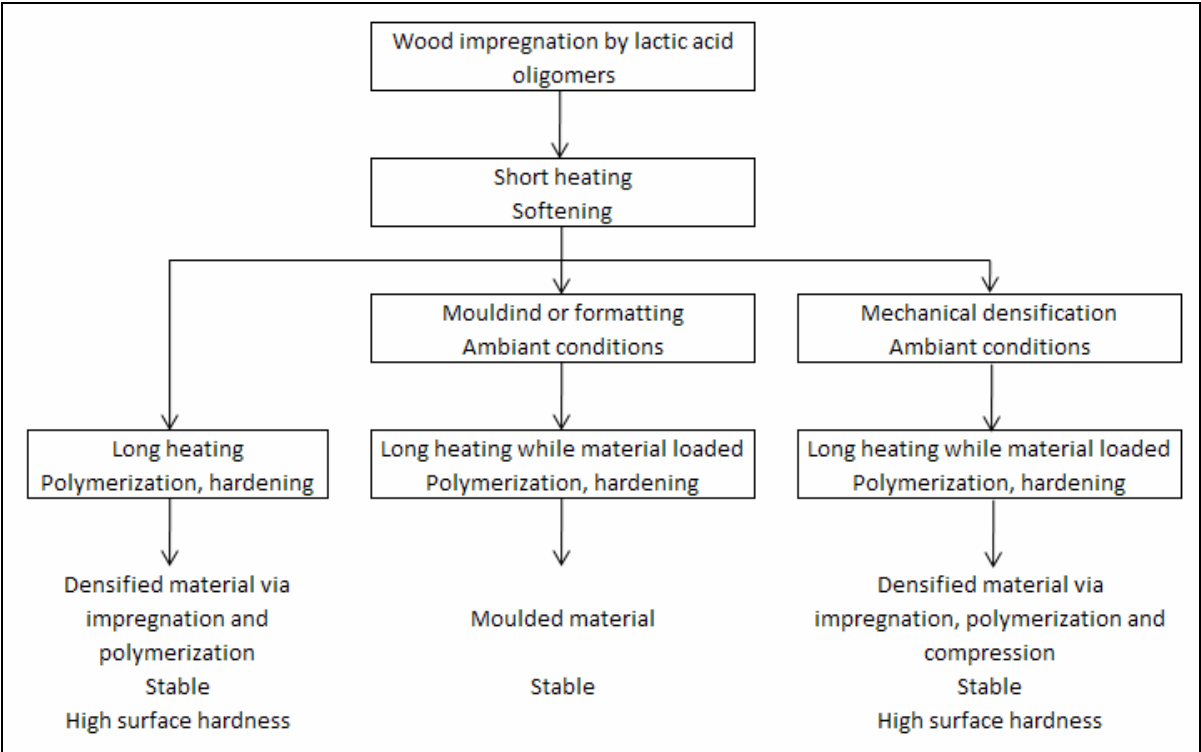 Wood impregnation by lactic acid
oligomers
Short heating
Softening
Mouldind or formatting
Ambiant conditions
Mechanical densification
Ambiant conditions
Long heating
Polymerization, hardening
Long heating while material loaded
Polymerization, hardening
Long heating while material loaded
Polymerization, hardening
Densified material via
impregnation and
polymerization
Stable
High surface hardness
Moulded material
Stable
Densified material via
impregnation, polymerization and
compression
Stable
High surface hardness